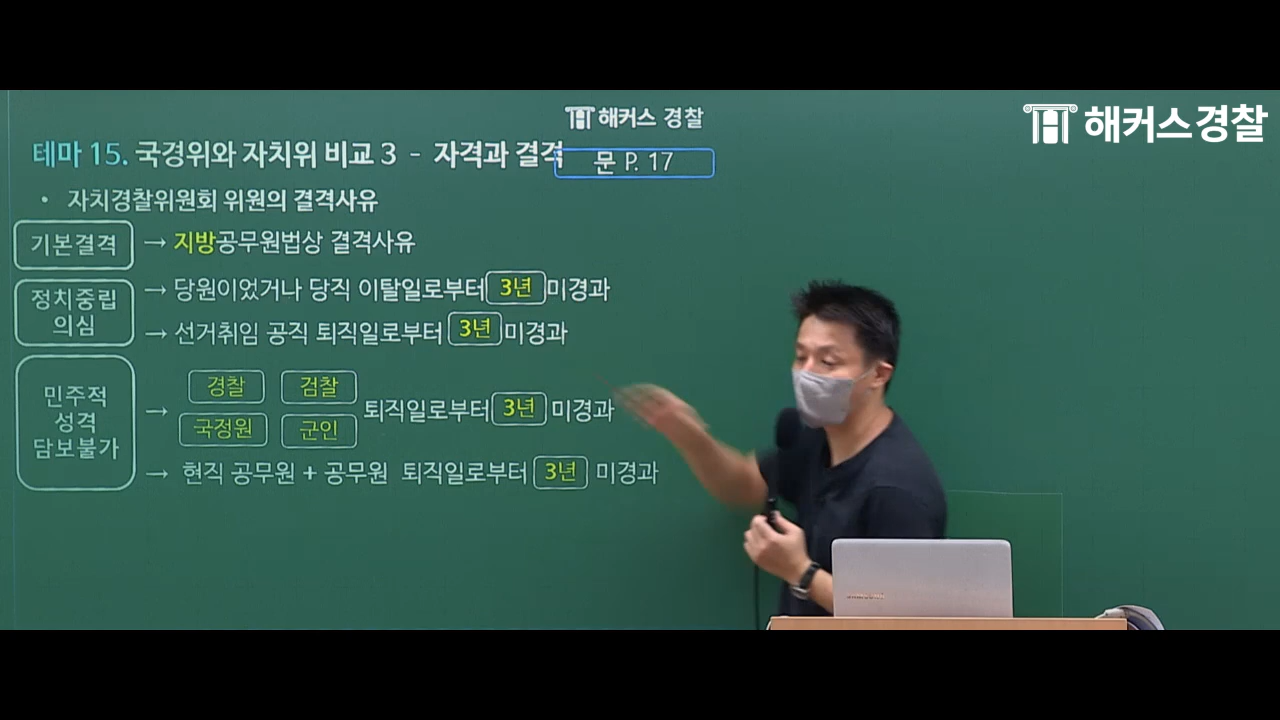 해커스 경찰
해커스경찰
테마 15. 국경위와 자치위 비교 3 - 자격과 결격
문 P. 17
• 자치경찰위원회 위원의 결격사유
기본결격 → 지방공무원법상 결격사유
정치중립
의심
→ 당원이었거나 당직 이탈일로부터 3년 미경과
→ 선거취임 공직 퇴직일로부터 3년 미경과
민주적
성격
담보불가
→ 경찰 검찰
국정원 군인
퇴직일로부터 3년 미경과
→ 현직 공무원 + 공무원 퇴직일로부터 3년 미경과
SAMSUNG